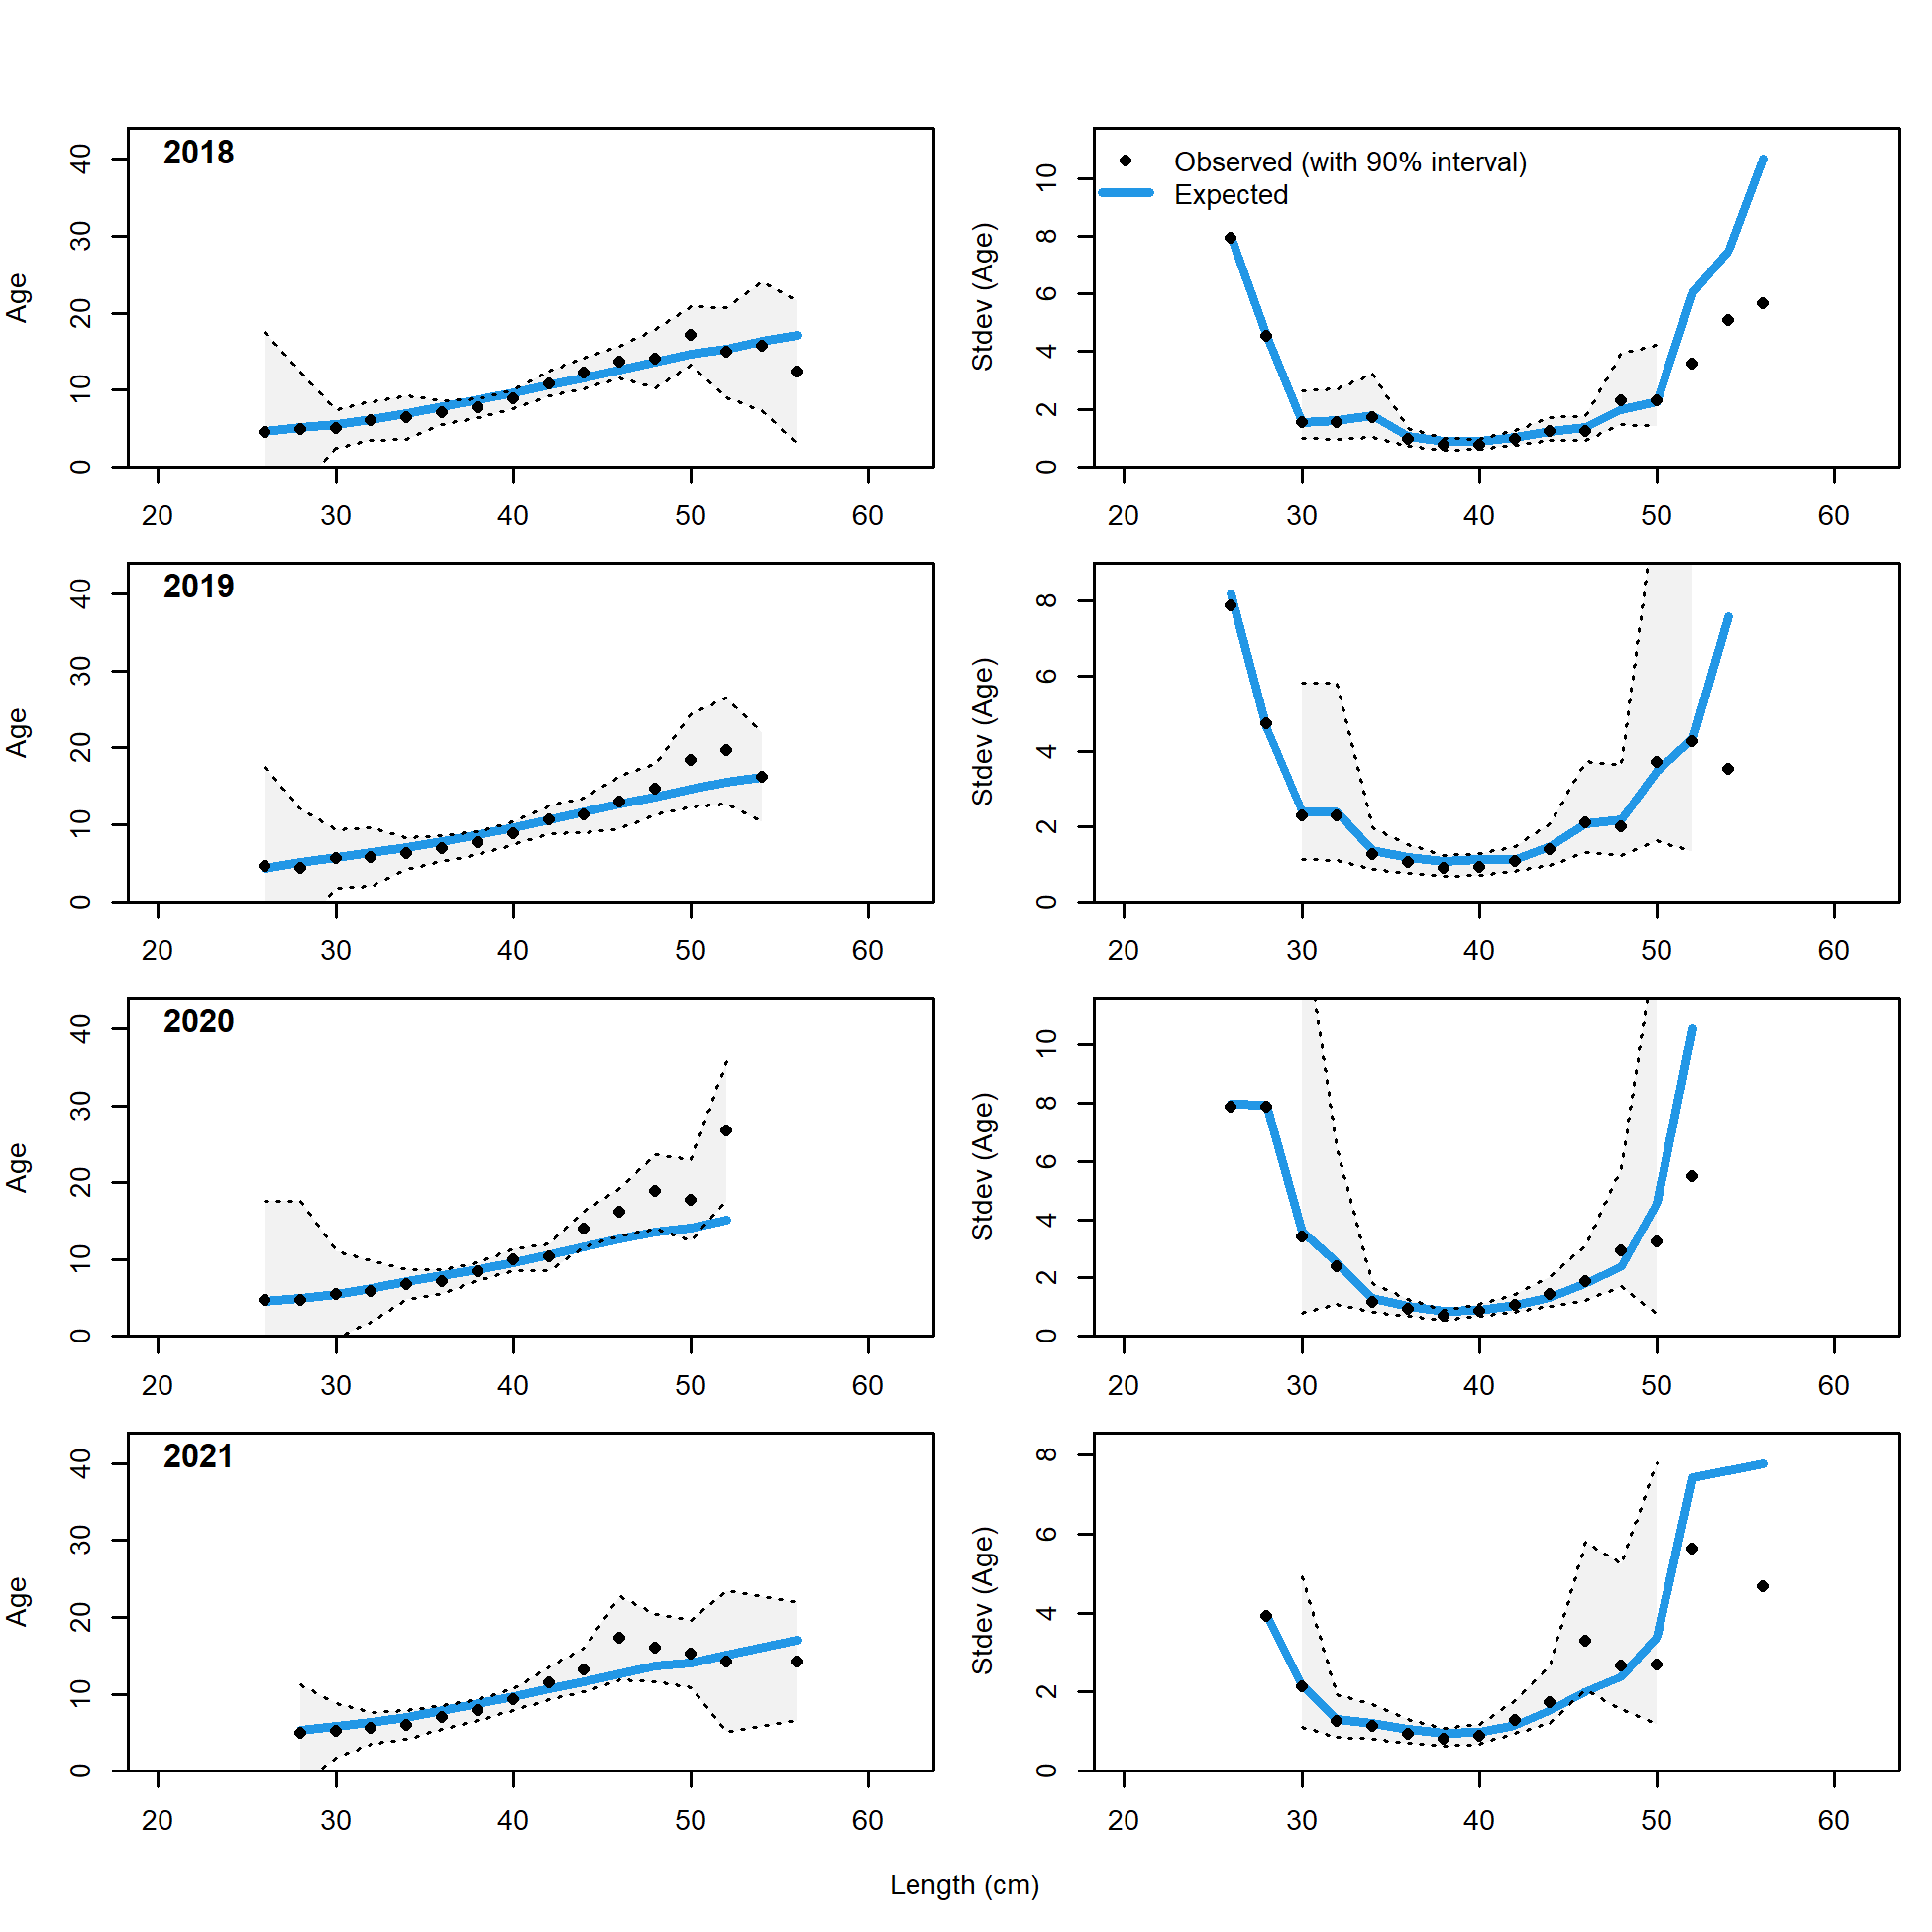 2018
Age
0 10 20 30 40
20 30 40 50 60
Observed (with 90% interval)
Expected
Stdev (Age)
0 2 4 6 8 10
20 30 40 50 60
2019
Age
0 10 20 30 40
20 30 40 50 60
Stdev (Age)
0 2 4 6 8
20 30 40 50 60
2020
Age
0 10 20 30 40
20 30 40 50 60
Stdev (Age)
0 2 4 6 8 10
20 30 40 50 60
2021
Age
0 10 20 30 40
20 30 40 50 60
Stdev (Age)
0 2 4 6 8
20 30 40 50 60
Length (cm)